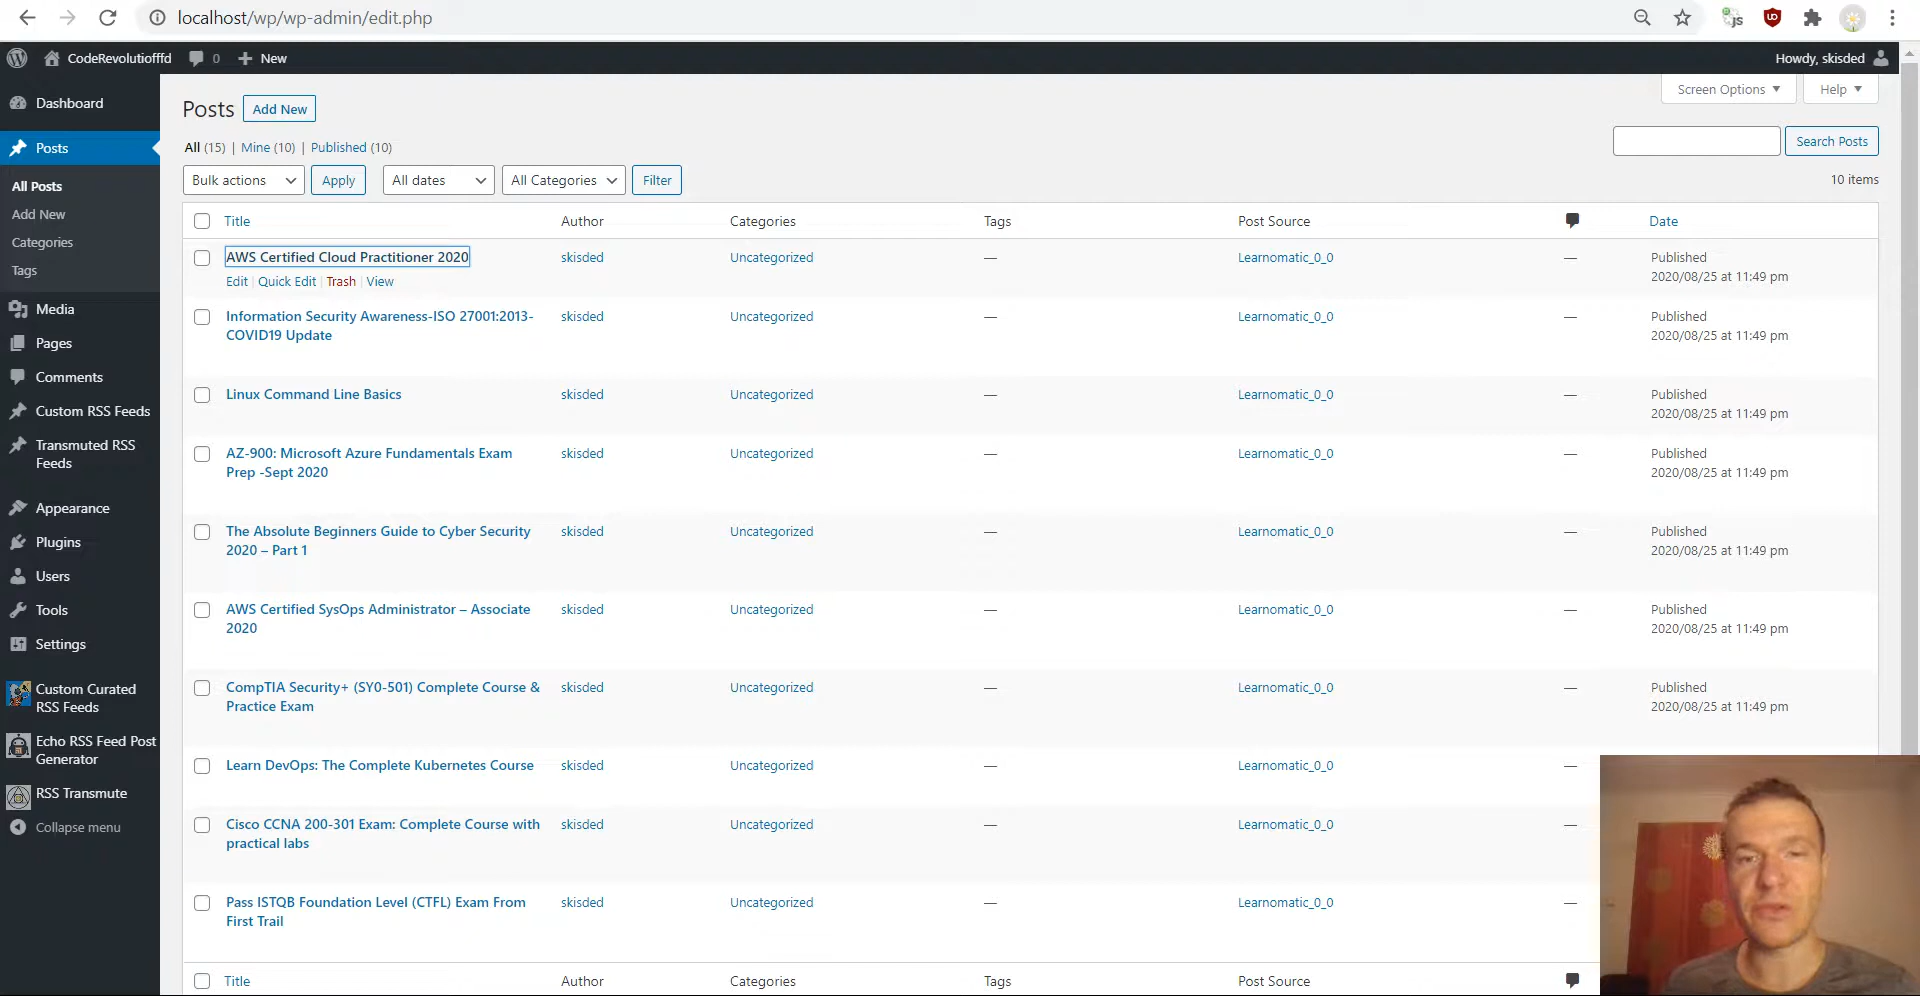 localhost/wp/wp-admin/edit.php
JS
CodeRevolutiofffd 0 New Howdy, skisded
Dashboard
Posts
All Posts
Add New
Categories
Tags
Media
Pages
Comments
Custom RSS Feeds
Transmuted RSS
Feeds
Appearance
Plugins
Users
Tools
Settings
Custom Curated
RSS Feeds
Echo RSS Feed Post
Generator
RSS Transmute
Collapse menu
Screen Options Help
Posts Add New
All (15) | Mine (10) | Published (10)
Search Posts
Bulk actions Apply All dates All Categories Filter 10 items
Title Author Categories Tags Post Source Date
AWS Certified Cloud Practitioner 2020 skisded Uncategorized — Learnomatic_0_0 — Published
2020/08/25 at 11:49 pm
Edit | Quick Edit | Trash | View
Information Security Awareness-ISO 27001:2013- skisded Uncategorized — Learnomatic_0_0 — Published
COVID19 Update 2020/08/25 at 11:49 pm
Linux Command Line Basics skisded Uncategorized — Learnomatic_0_0 — Published
2020/08/25 at 11:49 pm
AZ-900: Microsoft Azure Fundamentals Exam skisded Uncategorized — Learnomatic_0_0 — Published
Prep -Sept 2020 2020/08/25 at 11:49 pm
The Absolute Beginners Guide to Cyber Security skisded Uncategorized — Learnomatic_0_0 — Published
2020 – Part 1 2020/08/25 at 11:49 pm
AWS Certified SysOps Administrator – Associate skisded Uncategorized — Learnomatic_0_0 — Published
2020 2020/08/25 at 11:49 pm
CompTIA Security+ (SY0-501) Complete Course & skisded Uncategorized — Learnomatic_0_0 — Published
Practice Exam 2020/08/25 at 11:49 pm
Learn DevOps: The Complete Kubernetes Course skisded Uncategorized — Learnomatic_0_0 —
Cisco CCNA 200-301 Exam: Complete Course with skisded Uncategorized — Learnomatic_0_0 —
practical labs
Pass ISTQB Foundation Level (CTFL) Exam From skisded Uncategorized — Learnomatic_0_0 —
First Trail
Title Author Categories Tags Post Source